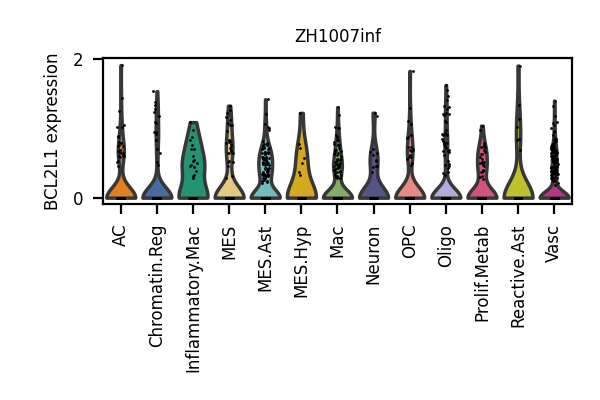 ZH1007inf
BCL2L1 expression
2
0
AC
Chromatin.Reg
Inflammatory.Mac
MES
MES.Ast
MES.Hyp
Mac
Neuron
OPC
Oligo
Prolif.Metab
Reactive.Ast
Vasc